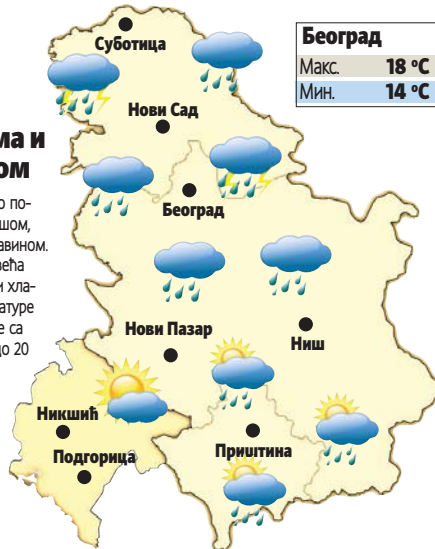 Београд
Макс. 18 °C
Мин. 14 °C
Суботица
Нови Сад
Београд
Нови Пазар
Ниш
Никшић
Подгорица
Приштина
ма и
ом
о по-
шом,
авином.
већа
и хла-
атуре
е са
до 20